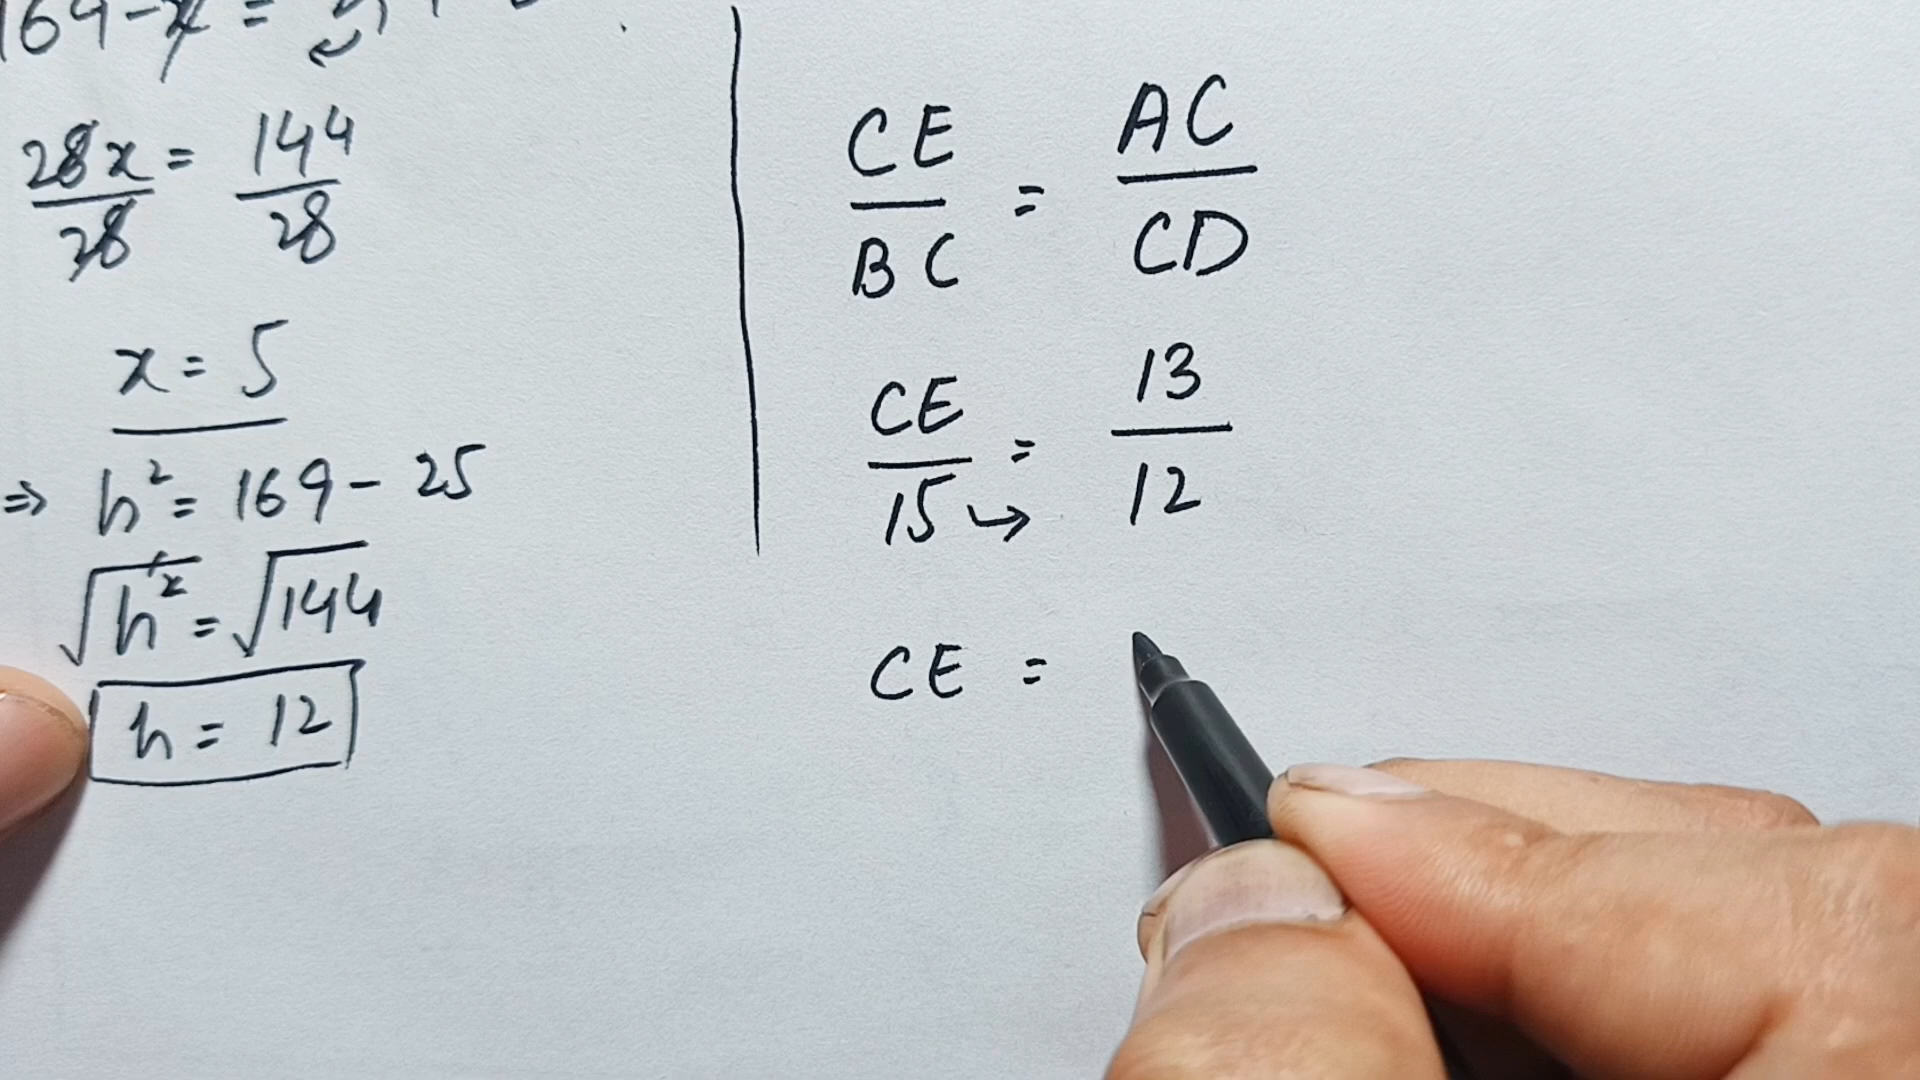 169-x =
28x/28 = 144/28
x = 5
⇒ h² = 169 - 25
√h² = √144
h = 12
CE/BC = AC/CD
CE/15 = 13/12
CE =